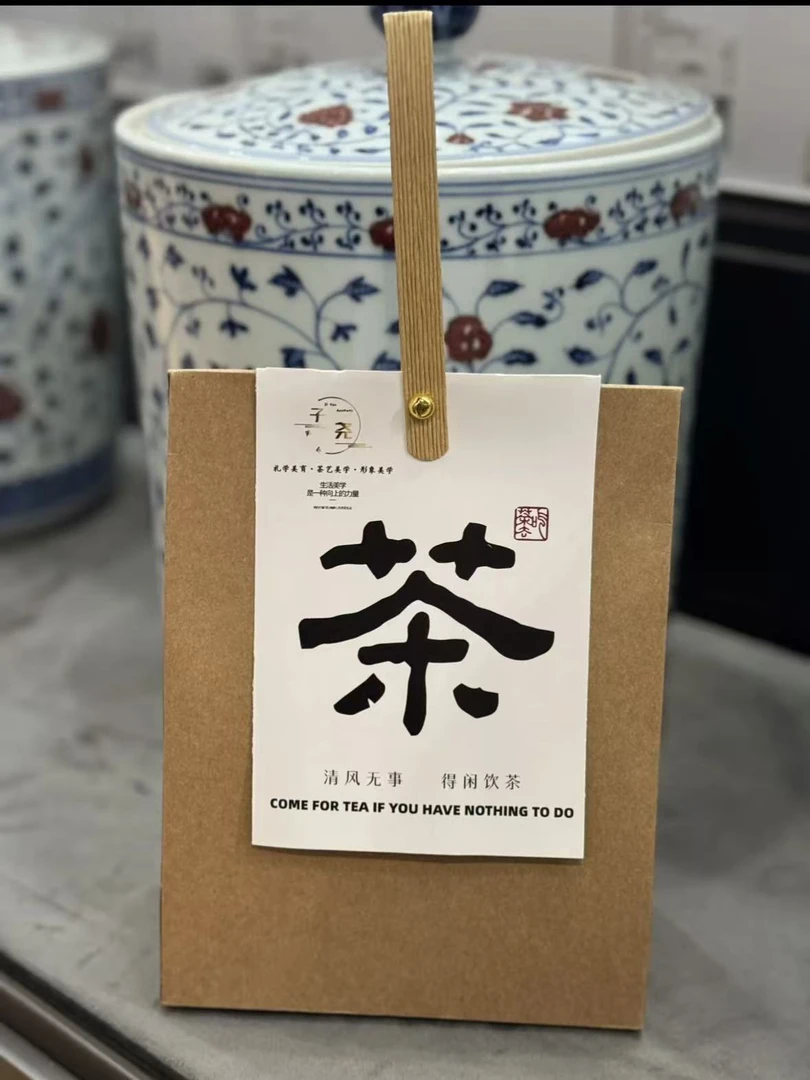 子
尧
礼学美育·茶艺美学·形象美学
生活美学
是一种向上的力量
茶
清风无事 得闲饮茶
COME FOR TEA IF YOU HAVE NOTHING TO DO